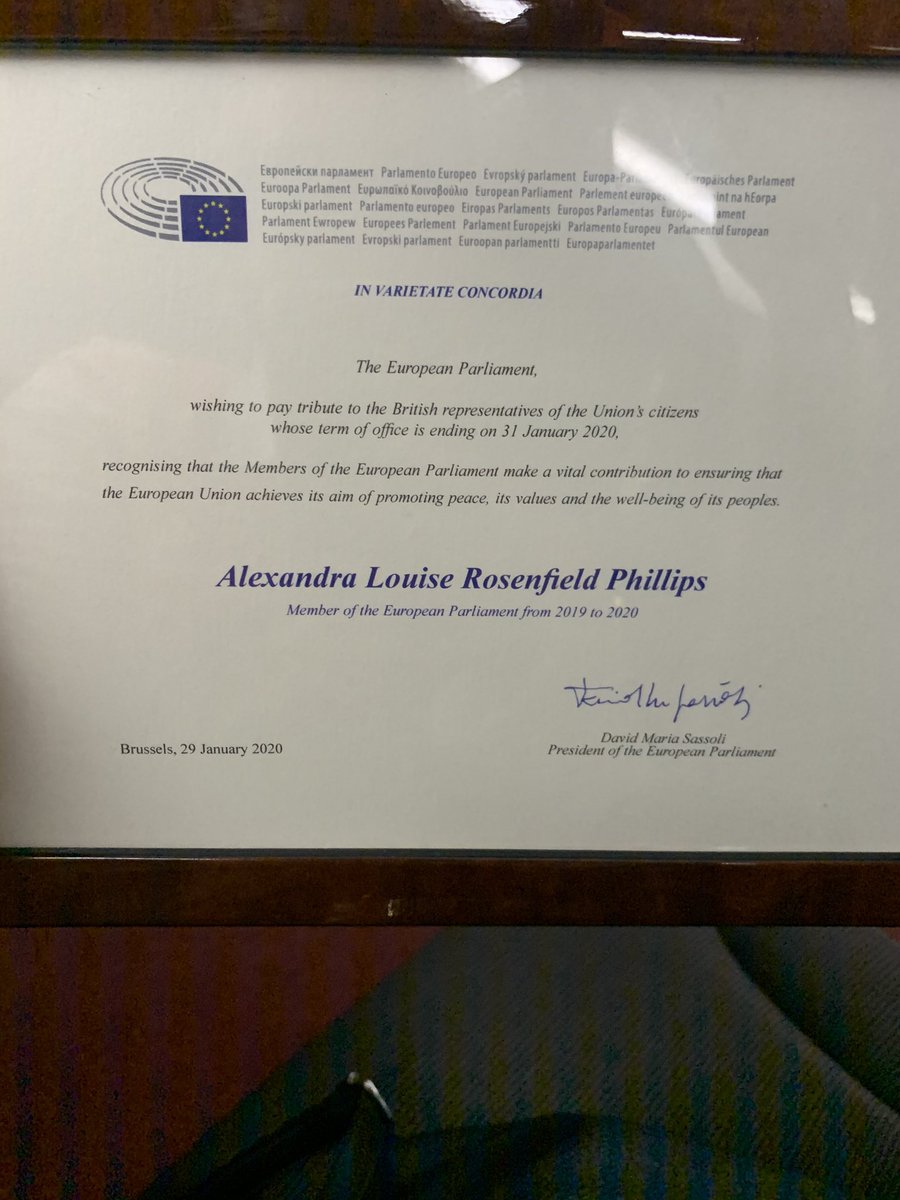 Европейски парламент Parlamento Europeo Evropský parlament Europäisches Parlament
Euroopa Parlament Ευρωπαϊκό Κοινοβούλιο European Parliament Parlement na hEorpa
Europski parlament Parlamento europeo Eiropas Parlaments Europos Parlamentas
Parlament Ewropew Europees Parlement Parlament Europejski Parlamento Europeu Parlamentul European
Európsky parlament Evropski parlament Euroopan parlamentti Europaparlamentet
IN VARIETATE CONCORDIA
The European Parliament,
wishing to pay tribute to the British representatives of the Union's citizens
whose term of office is ending on 31 January 2020,
recognising that the Members of the European Parliament make a vital contribution to ensuring that
the European Union achieves its aim of promoting peace, its values and the well-being of its peoples.
Alexandra Louise Rosenfield Phillips
Member of the European Parliament from 2019 to 2020
Brussels, 29 January 2020
David Maria Sassoli
President of the European Parliament